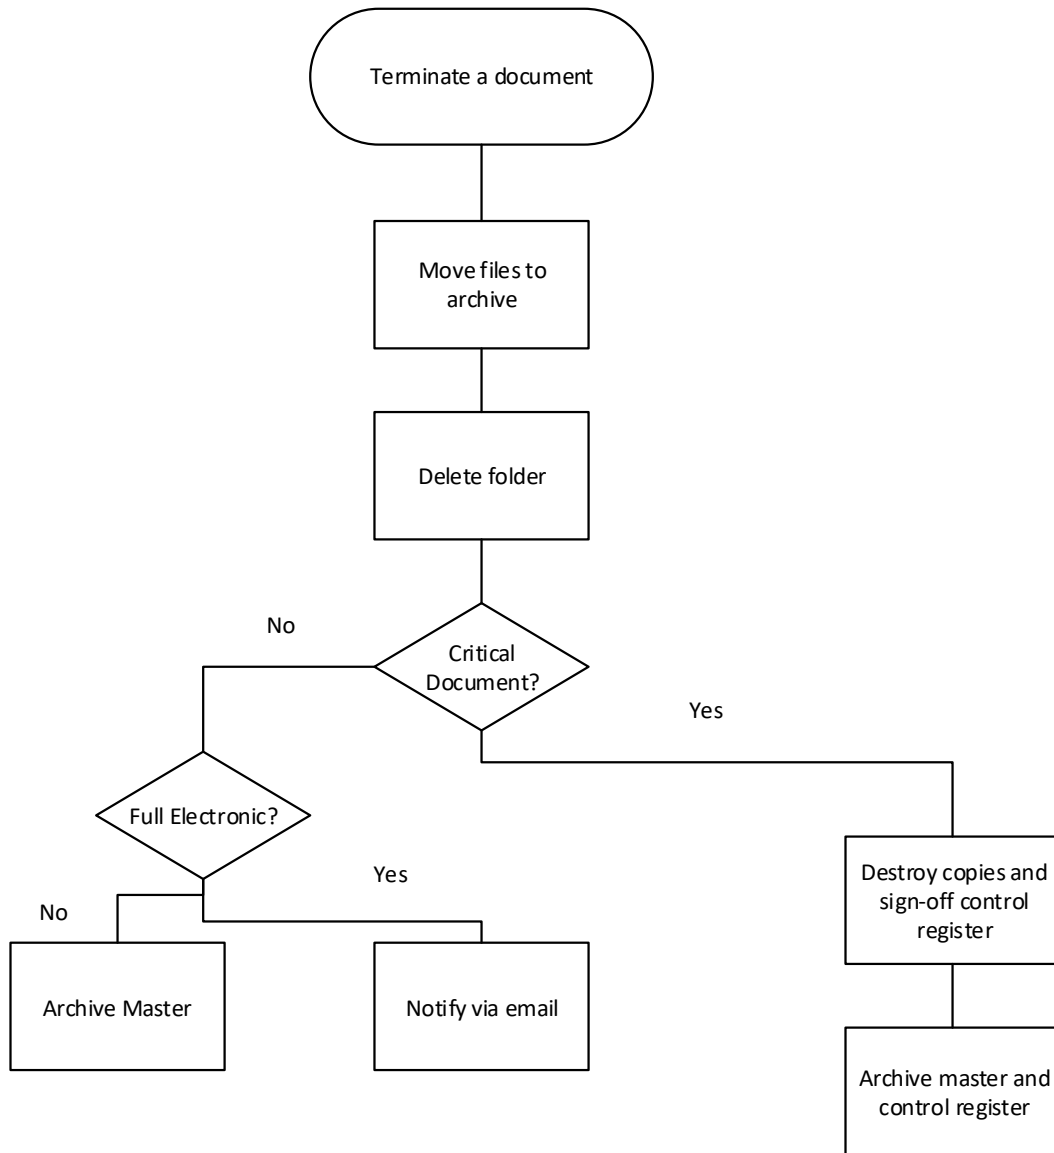 Terminate a document
Move files to
archive
Delete folder
No
Critical
Document?
Yes
Full Electronic?
Yes
No
Destroy copies and
sign-off control
register
Archive Master
Notify via email
Archive master and
control register